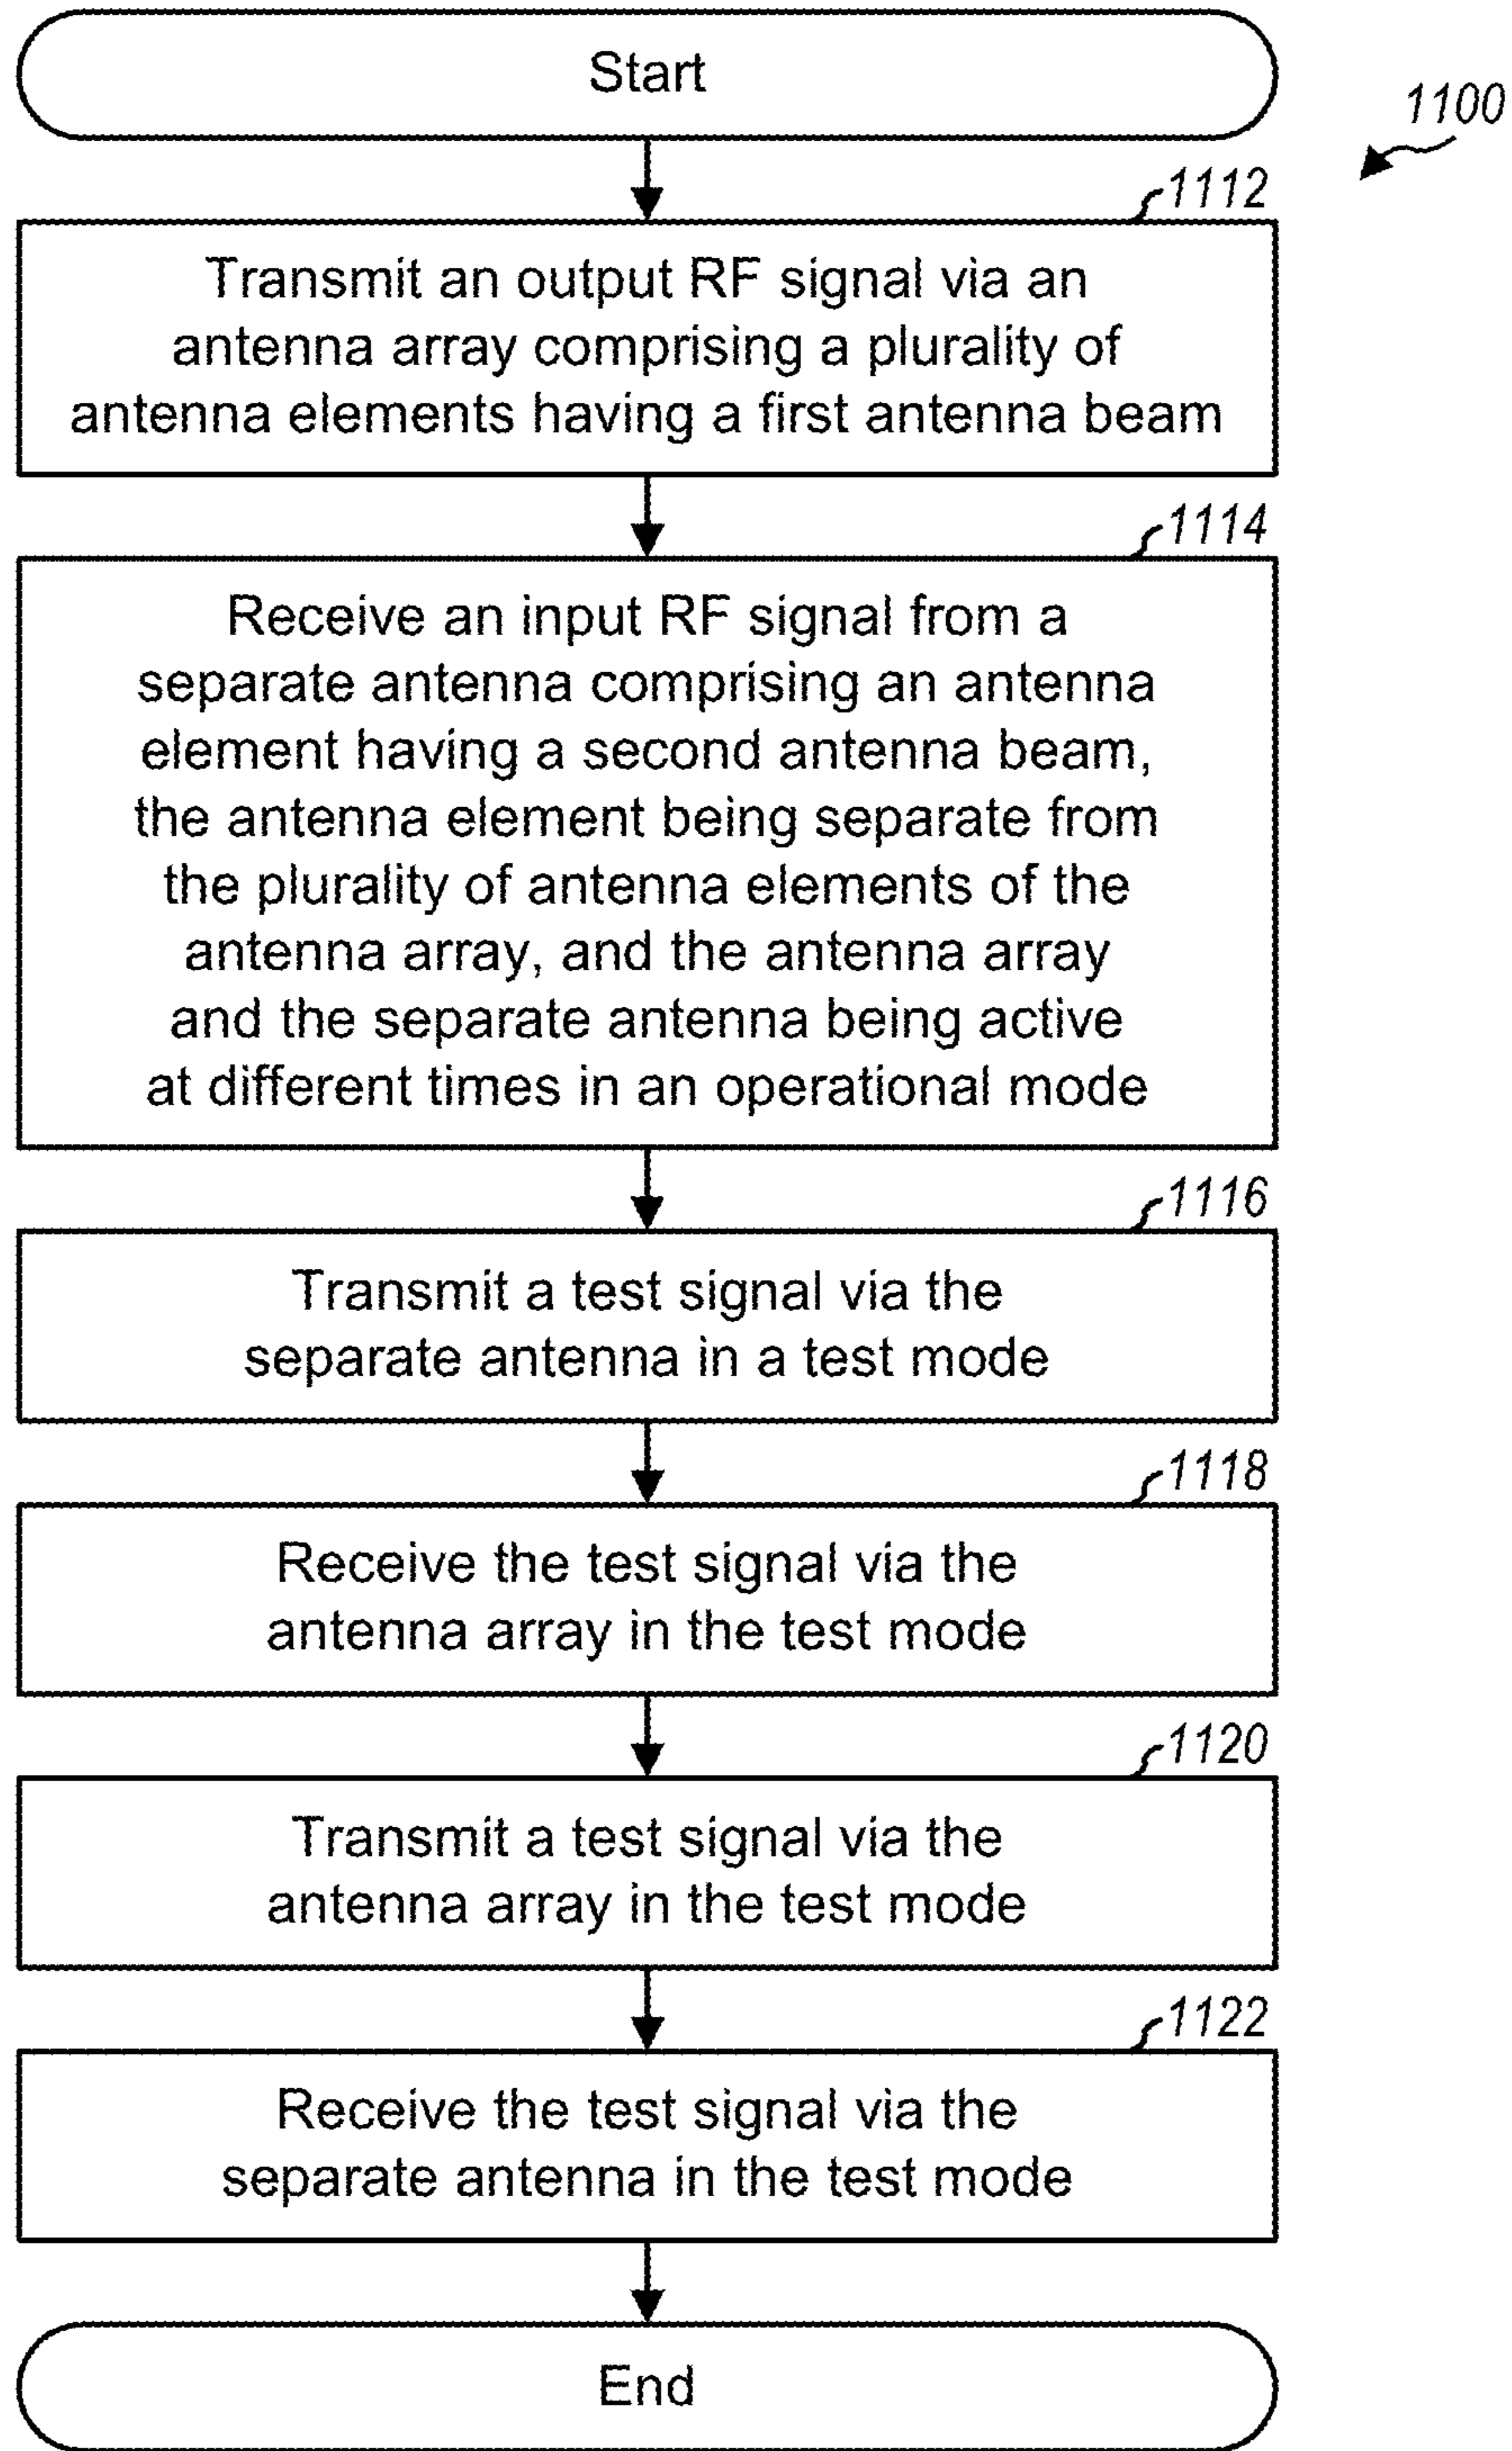 Start
1100
1112
Transmit an output RF signal via an
antenna array comprising a plurality of
antenna elements having a first antenna beam
1114
Receive an input RF signal from a
separate antenna comprising an antenna
element having a second antenna beam,
the antenna element being separate from
the plurality of antenna elements of the
antenna array, and the antenna array
and the separate antenna being active
at different times in an operational mode
1116
Transmit a test signal via the
separate antenna in a test mode
1118
Receive the test signal via the
antenna array in the test mode
1120
Transmit a test signal via the
antenna array in the test mode
1122
Receive the test signal via the
separate antenna in the test mode
End